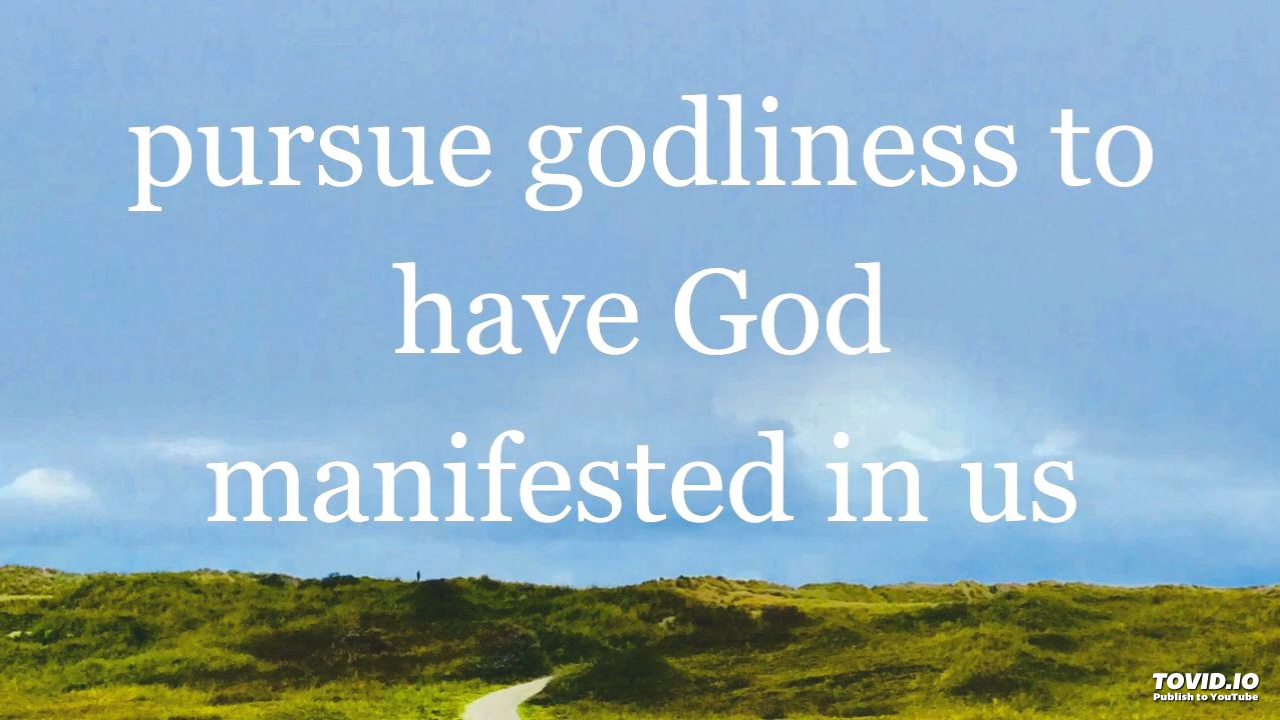 pursue godliness to
have God
manifested in us
TOVID.IO
Publish to YouTube